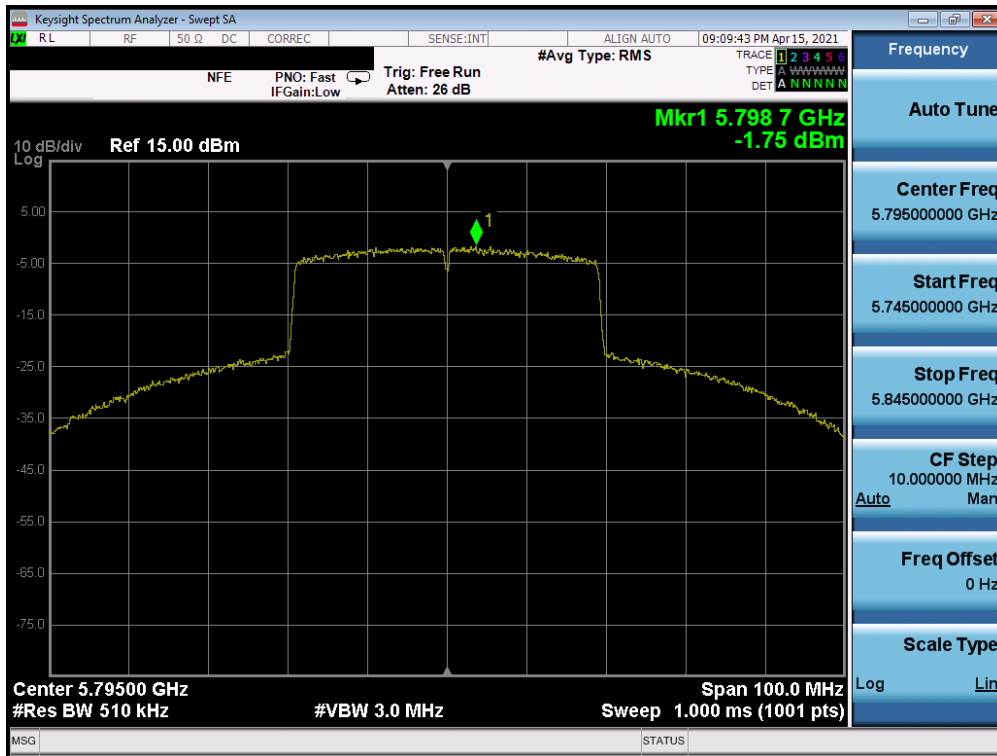 Keysight Spectrum Analyzer - Swept SA
LXI RL RF 50 Ω DC CORREC SENSE:INT ALIGN AUTO 09:09:43 PM Apr 15, 2021
NFE
PNO: Fast
IFGain:Low
Trig: Free Run
Atten: 26 dB
#Avg Type: RMS
TRACE 1 2 3 4 5 6
TYPE A WWWWW
DET A N N N N N
Mkr1 5.798 7 GHz
-1.75 dBm
10 dB/div
Log
Ref 15.00 dBm
5.00
-5.00
-15.0
-25.0
-35.0
-45.0
-55.0
-65.0
-75.0
1
Center 5.79500 GHz
#Res BW 510 kHz
#VBW 3.0 MHz
Span 100.0 MHz
Sweep 1.000 ms (1001 pts)
MSG
STATUS
Frequency
Auto Tune
Center Freq
5.795000000 GHz
Start Freq
5.745000000 GHz
Stop Freq
5.845000000 GHz
CF Step
10.000000 MHz
Auto Man
Freq Offset
0 Hz
Scale Type
Log Lin